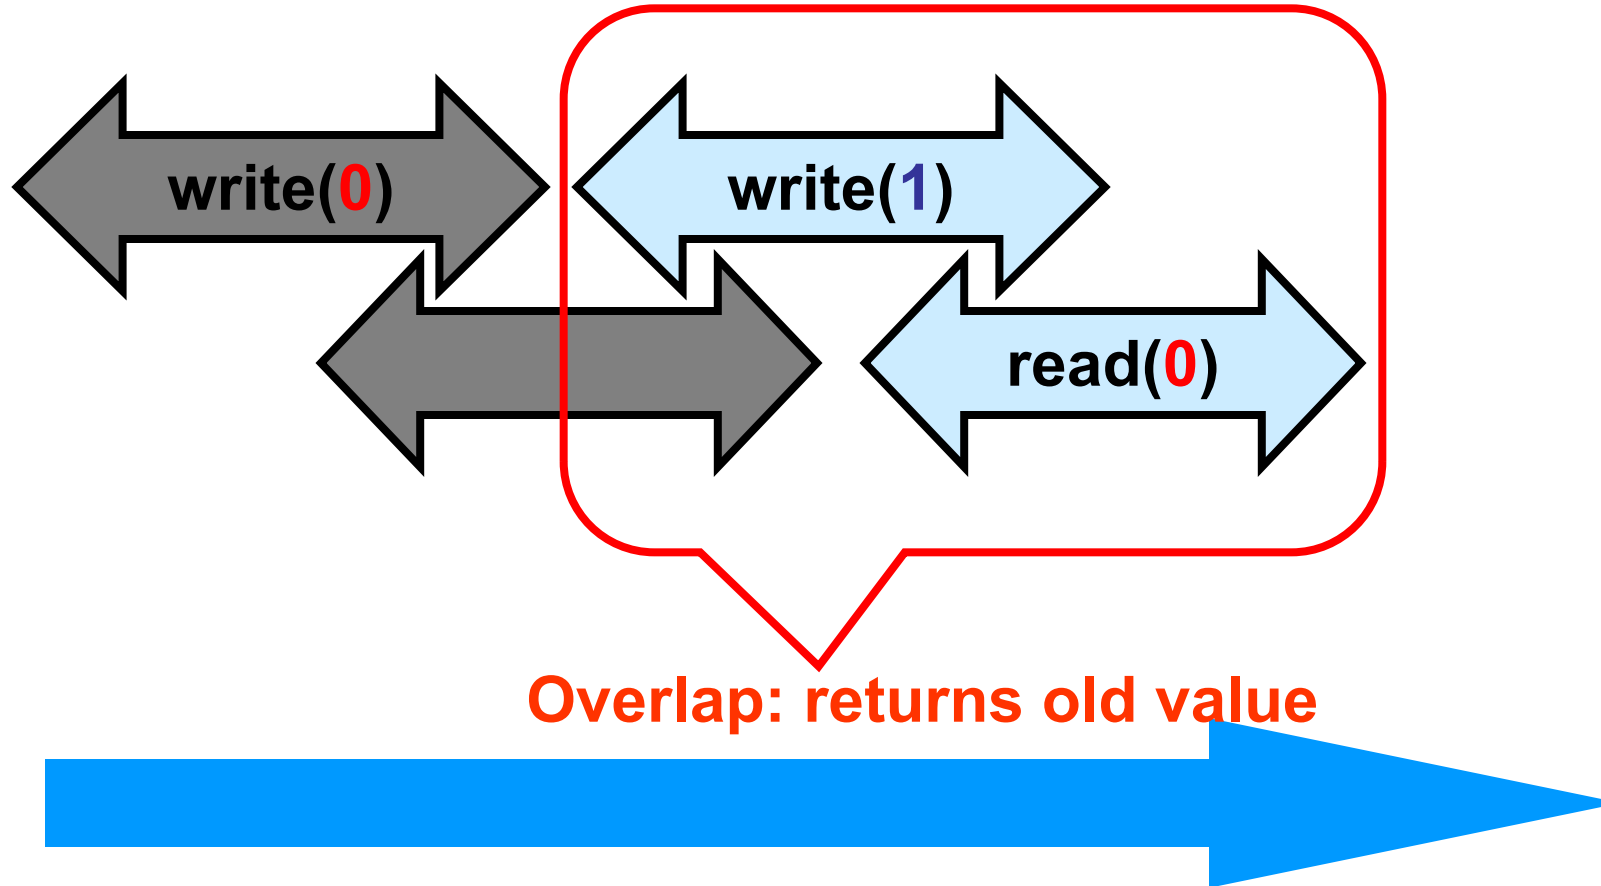 write(0)
write(1)
read(0)
Overlap: returns old value